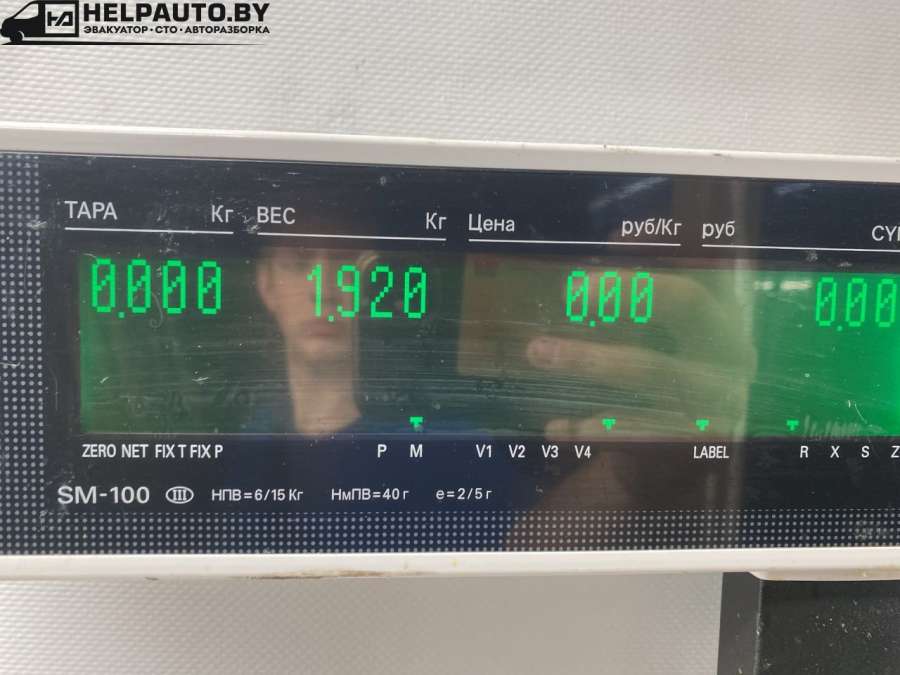 HELPAUTO.BY
ЭВАКУАТОР · СТО · АВТОРАЗБОРКА
ТАРА Кг ВЕС Кг Цена руб/Кг руб
0.000 1.920 0.00 0.00
ZERO NET FIX T FIX P P M V1 V2 V3 V4 LABEL R X S
SM-100 III НПВ = 6/15 Кг НмПВ = 40 г e = 2/5 г